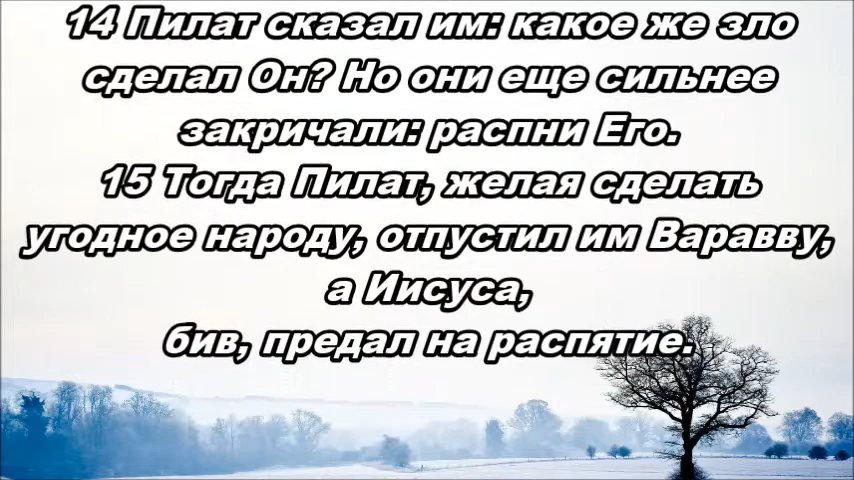 14 Пилат сказал им: какое же зло
сделал Он? Но они еще сильнее
закричали: распни Его.
15 Тогда Пилат, желая сделать
угодное народу, отпустил им Варавву,
а Иисуса,
бив, предал на распятие.